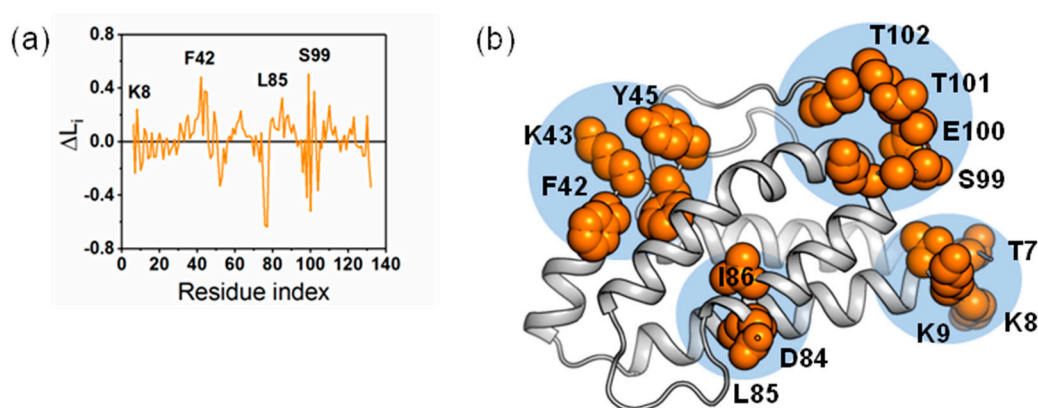 (a)
0.8
0.4
0.0
-0.4
-0.8
ΔLi
K8
F42
L85
S99
0 20 40 60 80 100 120 140
Residue index
(b)
T102
T101
E100
S99
Y45
K43
F42
I86
D84
L85
T7
K8
K9